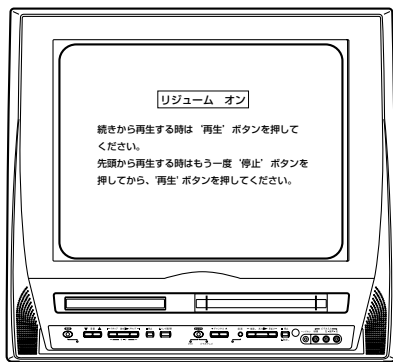 リジューム オン
続きから再生する時は '再生' ボタンを押して
ください。
先頭から再生する時はもう一度 '停止' ボタンを
押してから、'再生' ボタンを押してください。